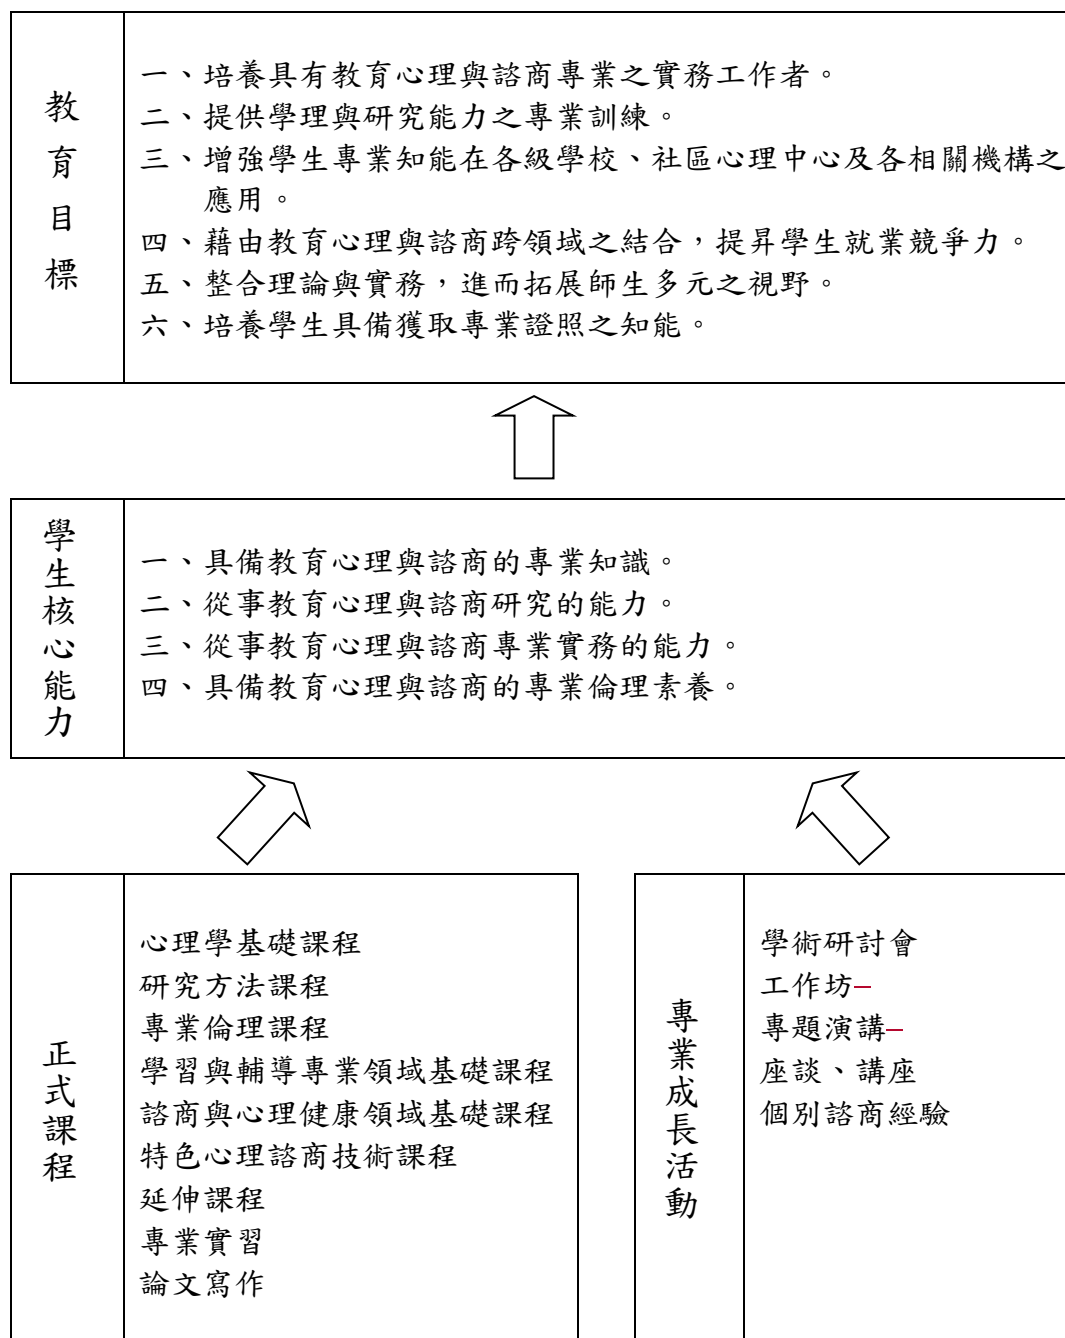 教育目標
一、培養具有教育心理與諮商專業之實務工作者。
二、提供學理與研究能力之專業訓練。
三、增強學生專業知能在各級學校、社區心理中心及各相關機構之
應用。
四、藉由教育心理與諮商跨領域之結合，提昇學生就業競爭力。
五、整合理論與實務，進而拓展師生多元之視野。
六、培養學生具備獲取專業證照之知能。
學生核心能力
一、具備教育心理與諮商的專業知識。
二、從事教育心理與諮商研究的能力。
三、從事教育心理與諮商專業實務的能力。
四、具備教育心理與諮商的專業倫理素養。
正式課程
心理學基礎課程
研究方法課程
專業倫理課程
學習與輔導專業領域基礎課程
諮商與心理健康領域基礎課程
特色心理諮商技術課程
延伸課程
專業實習
論文寫作
專業成長活動
學術研討會
工作坊
專題演講
座談、講座
個別諮商經驗